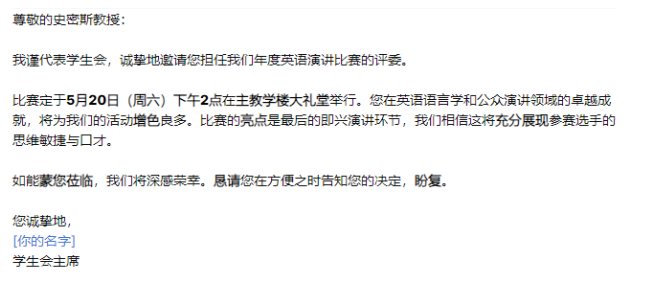 尊敬的史密斯教授：
我谨代表学生会，诚挚地邀请您担任我们年度英语演讲比赛的评委。
比赛定于5月20日（周六）下午2点在主教学楼大礼堂举行。您在英语语言学和公众演讲领域的卓越成
就，将为我们的活动增色良多。比赛的亮点是最后的即兴演讲环节，我们相信这将充分展现参赛选手的
思维敏捷与口才。
如能蒙您莅临，我们将深感荣幸。恳请您在方便之时告知您的决定，盼复。
您诚挚地，
[你的名字]
学生会主席